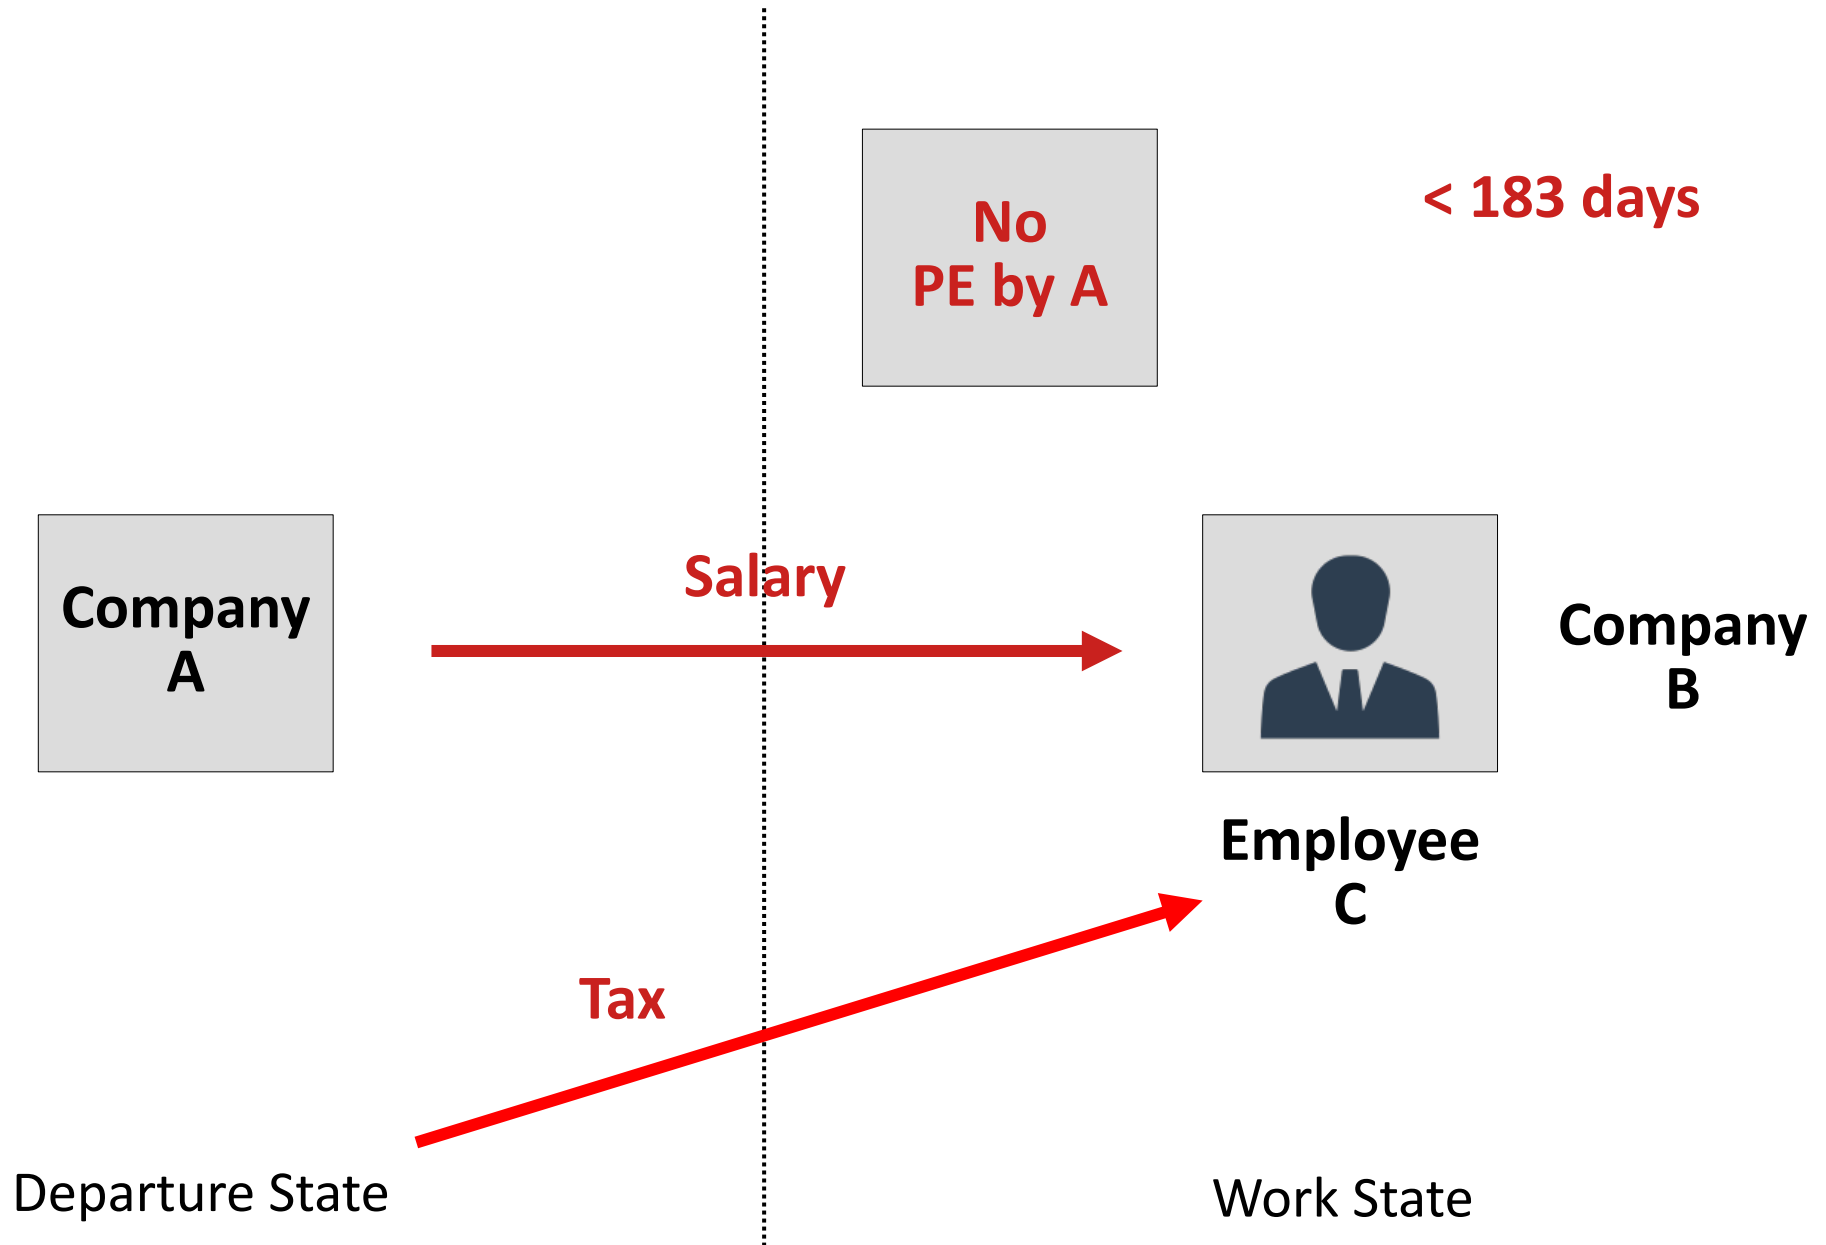 No
PE by A
< 183 days
Salary
Company
A
Company
B
Employee
C
Tax
Departure State
Work State